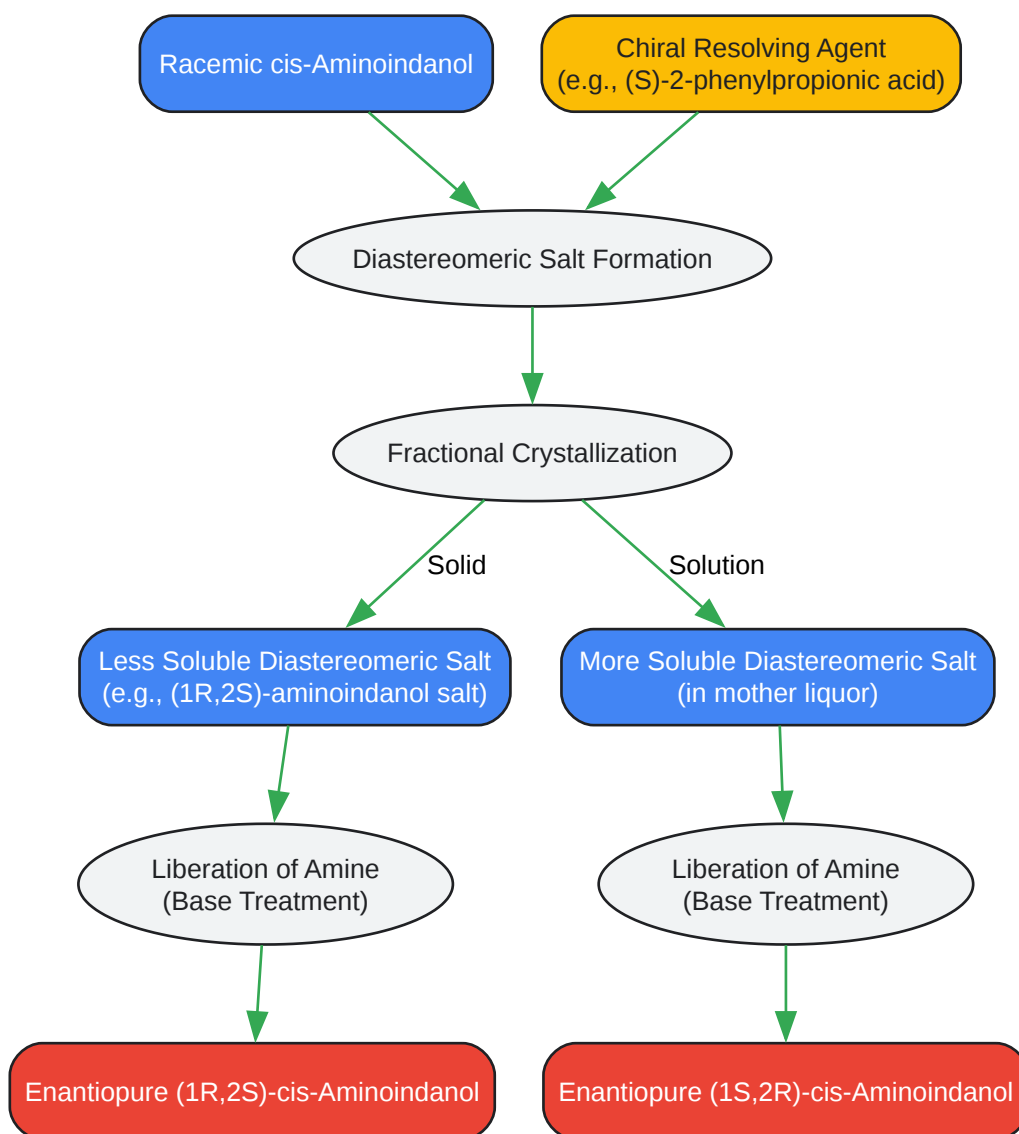 Racemic cis-Aminoindanol
Chiral Resolving Agent
(e.g., (S)-2-phenylpropionic acid)
Diastereomeric Salt Formation
Fractional Crystallization
Solid
Solution
Less Soluble Diastereomeric Salt
(e.g., (1R,2S)-aminoindanol salt)
More Soluble Diastereomeric Salt
(in mother liquor)
Liberation of Amine
(Base Treatment)
Liberation of Amine
(Base Treatment)
Enantiopure (1R,2S)-cis-Aminoindanol
Enantiopure (1S,2R)-cis-Aminoindanol